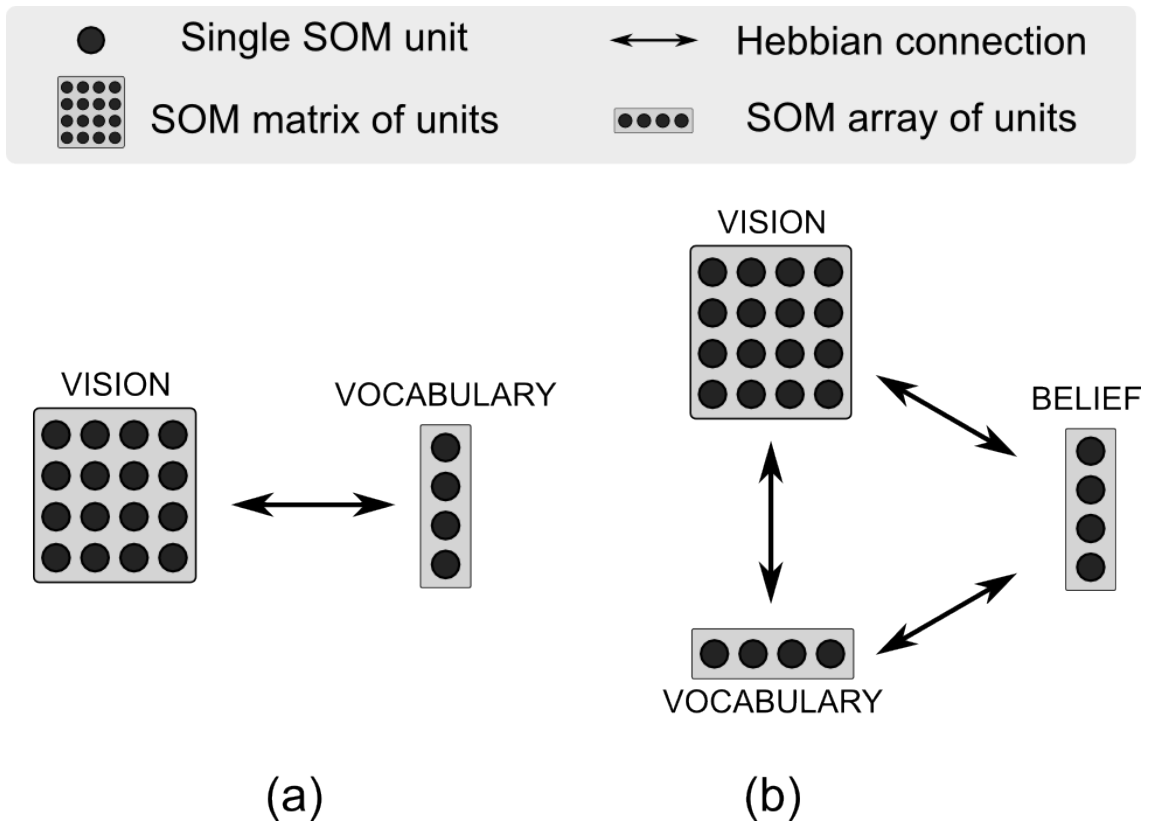 Single SOM unit
Hebbian connection
SOM matrix of units
SOM array of units
VISION
VOCABULARY
VISION
BELIEF
VOCABULARY
(a)
(b)